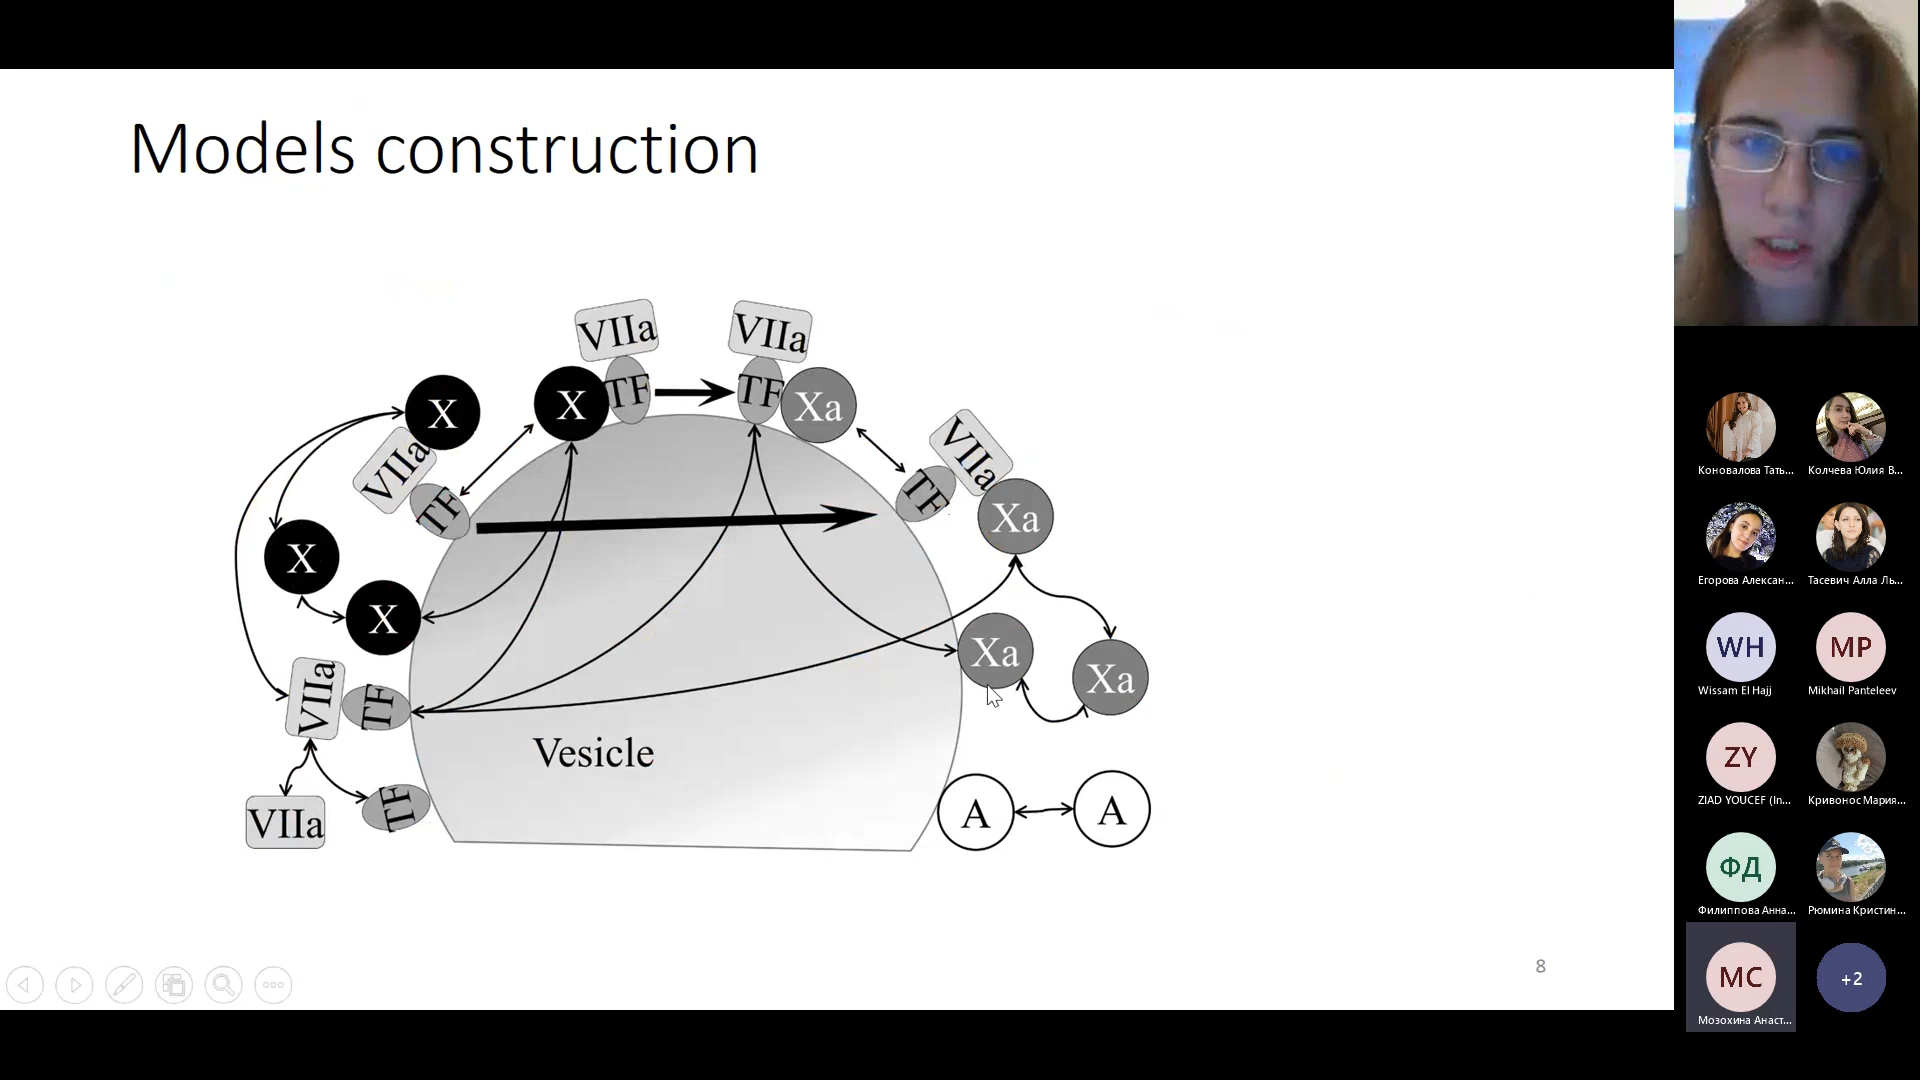 Models construction
VIIa
VIIa
X
X
TF
TF
Xa
VIIa
VIIa
TF
TF
Xa
X
X
Xa
Xa
VIIa
TF
Vesicle
VIIa
TF
A
A
8
Коновалова Тать...
Колчева Юлия В...
Егорова Алексан...
Тасевич Алла Ль...
WH
MP
Wissam El Hajj
Mikhail Panteleev
ZY
ZIAD YOUCEF (In...
Кривонос Мария...
ФД
Филиппова Анна...
Рюмина Кристин...
МС
+2
Мозохина Анаст...